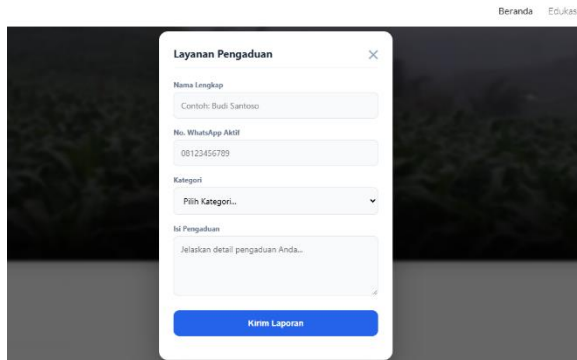 Beranda Edukas
Layanan Pengaduan
Nama Lengkap
Contoh: Budi Santoso
No. WhatsApp Aktif
08123456789
Kategori
Pilih Kategori...
Isi Pengaduan
Jelaskan detail pengaduan Anda...
Kirim Laporan